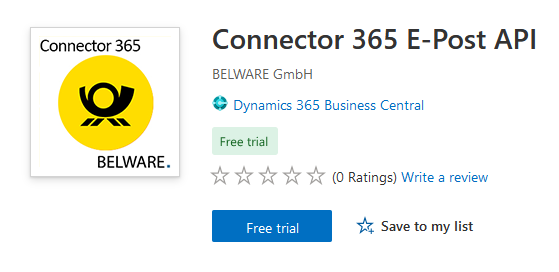 Connector 365
BELWARE.
Connector 365 E-Post API
BELWARE GmbH
Dynamics 365 Business Central
Free trial
(0 Ratings) Write a review
Free trial
Save to my list